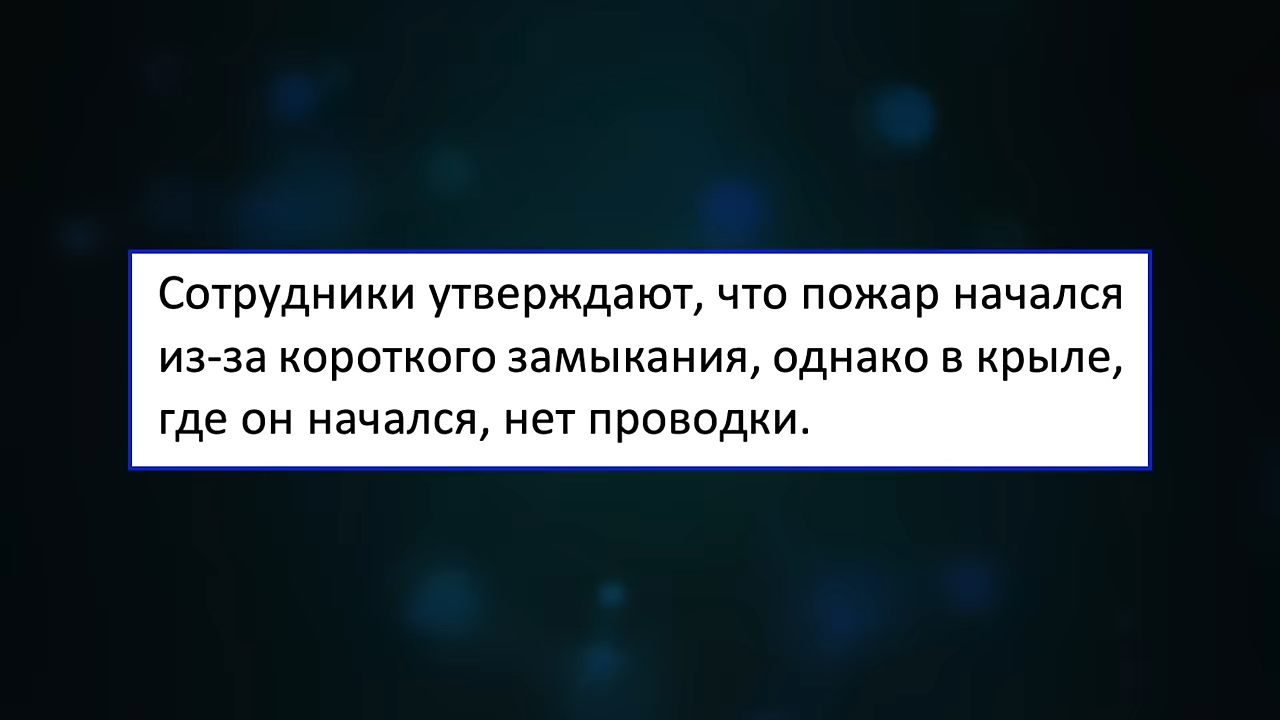 Сотрудники утверждают, что пожар начался
из-за короткого замыкания, однако в крыле,
где он начался, нет проводки.